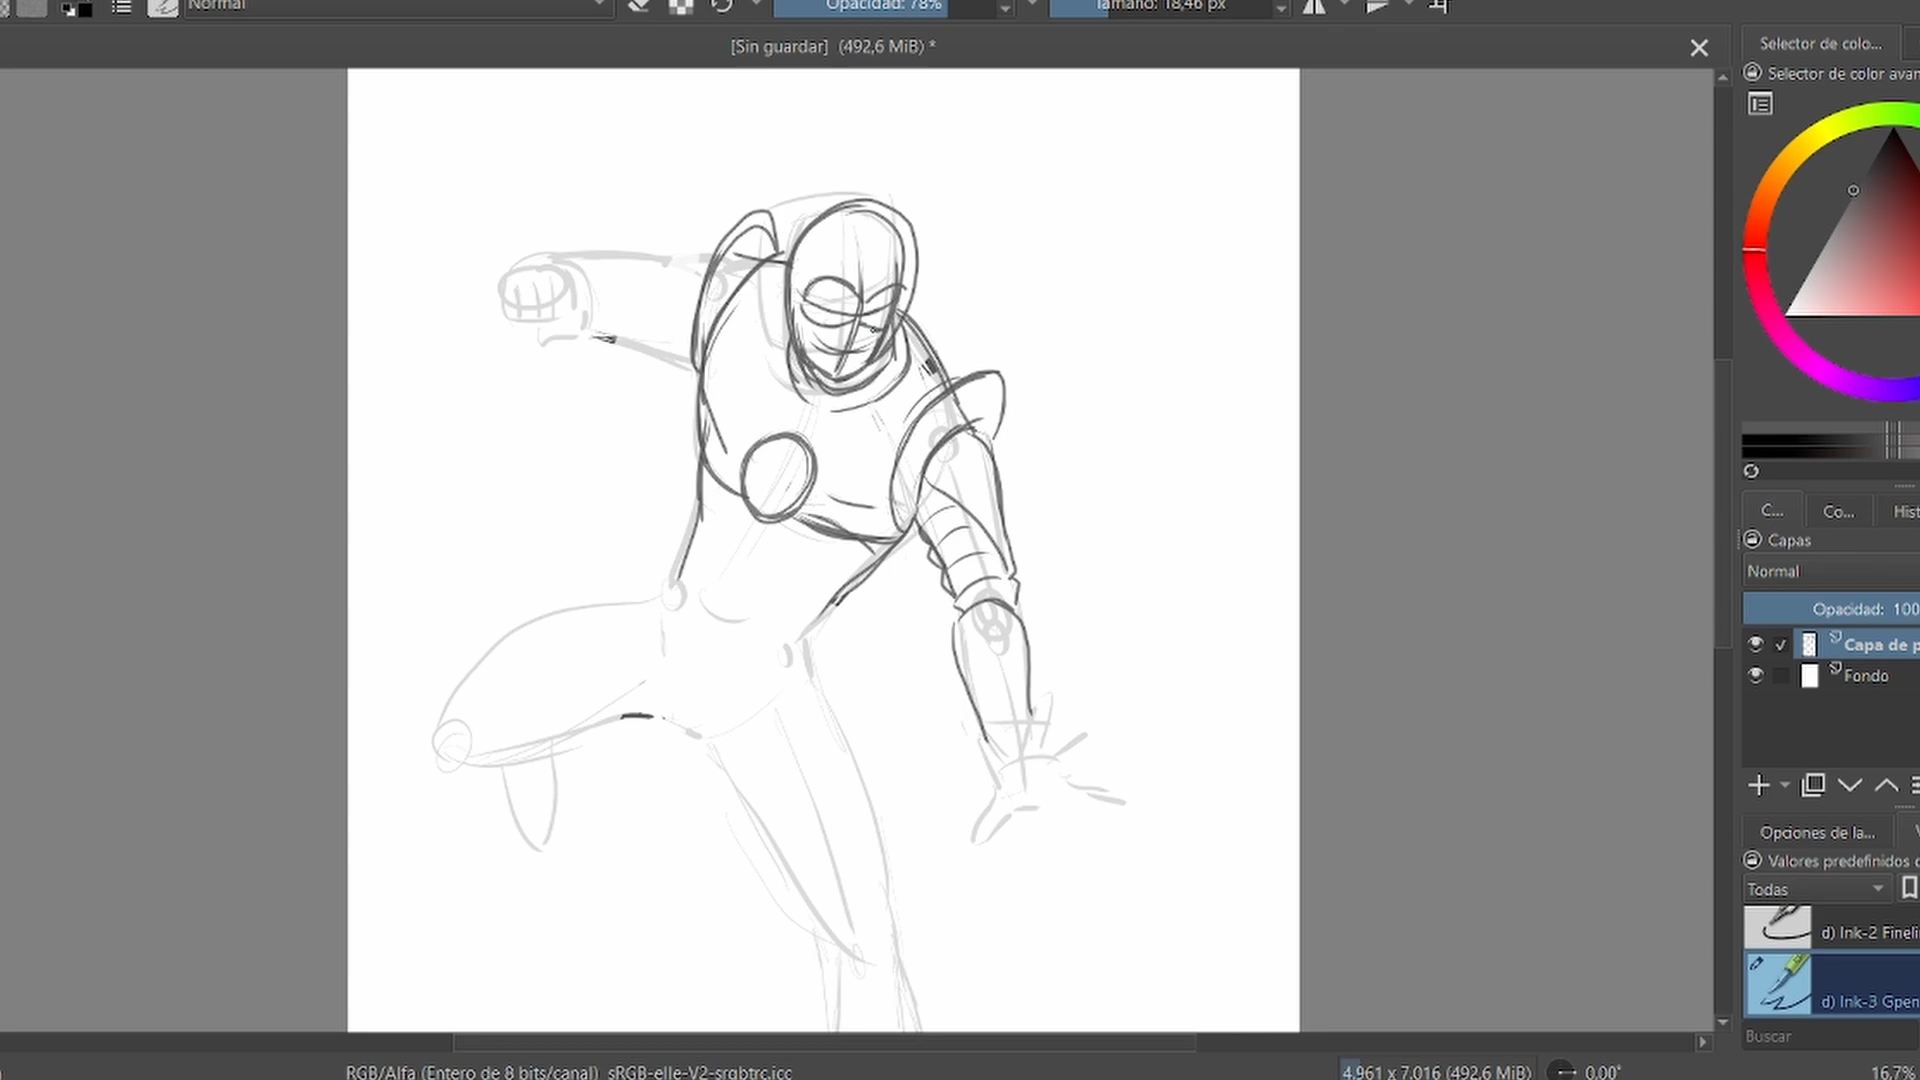 Normal
Opacidad: 78%
Tamaño: 18,46 px
[Sin guardar] (492,6 MiB) *
Selector de colo...
Selector de color avan
C...
Co...
Hist
Capas
Normal
Opacidad: 100
Capa de p
Fondo
Opciones de la...
Valores predefinidos
Todas
d) Ink-2 Fineli
d) Ink-3 Gpen
Buscar
RGB/Alfa (Entero de 8 bits/canal) sRGB-elle-V2-srgbtrc.icc
4.961 x 7.016 (492,6 MiB)
0,00°
16,7%